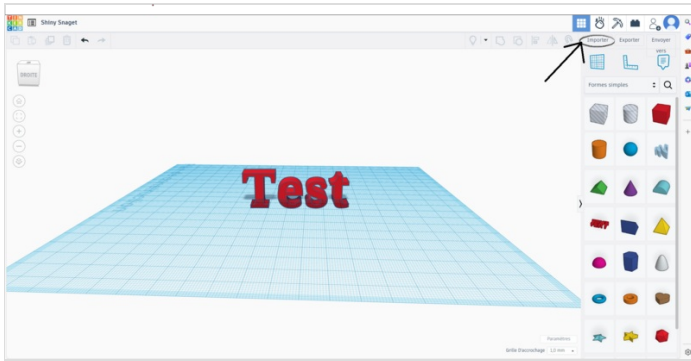 Shiny Snaget
Importer Exporter Envoyer vers
DROITE
Formes simples
Test
Paramètres
Grille D'accrochage 1,0 mm